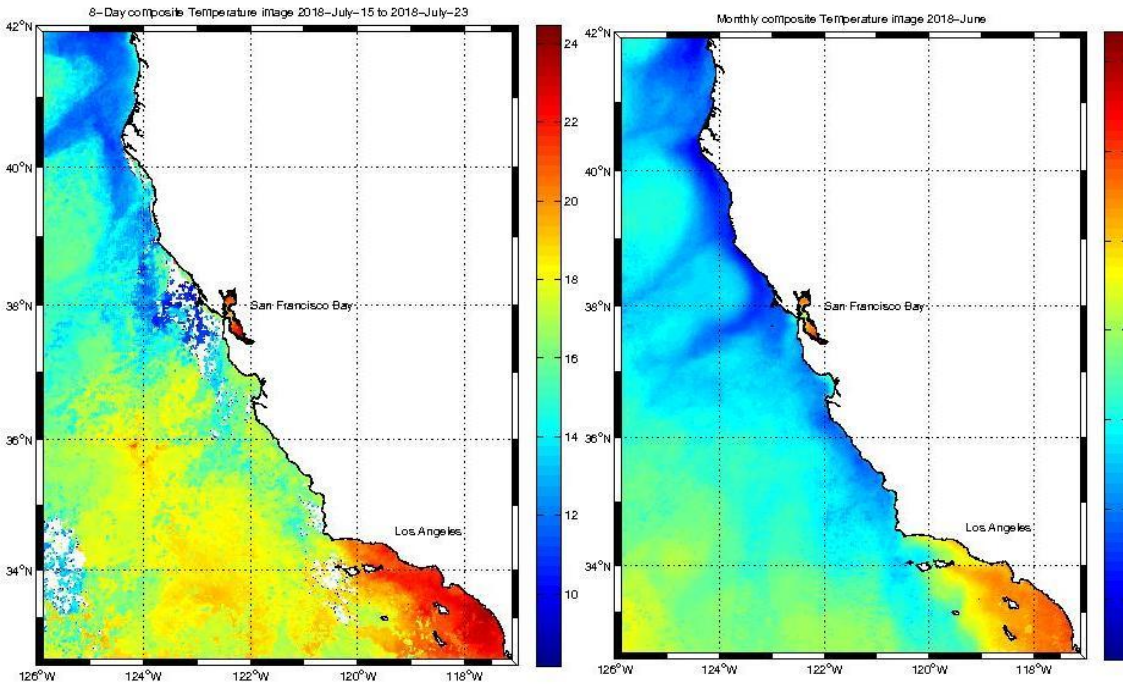 8-Day composite Temperature image 2018-July-15 to 2018-July-23
42°N
40°N
38°N
36°N
34°N
126°W
124°W
122°W
120°W
118°W
San Francisco Bay
Los Angeles
24
22
20
18
16
14
12
10
Monthly composite Temperature image 2018-June
42°N
40°N
38°N
36°N
34°N
126°W
124°W
122°W
120°W
118°W
San Francisco Bay
Los Angeles